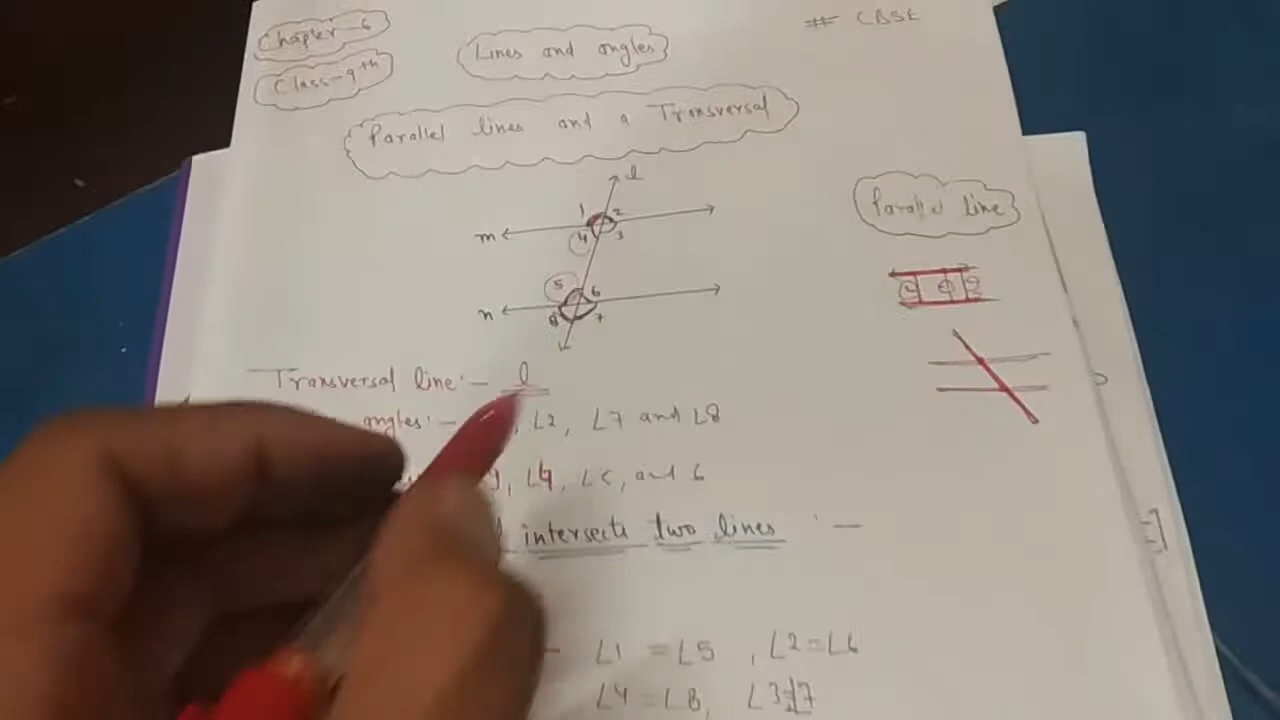 Chapter-6
Class-9th
Lines and angles
# CBSE
Parallel lines and a Transversal
l
1 2
m 4 3
5 6
n 8 7
Parallel line
Transversal line:- l
angles:- , ∠2, ∠7 and ∠8
, ∠4, and 6
intersects two lines :-
- ∠1 = ∠5 , ∠2=∠6
∠4 = ∠8, ∠3 ∠7